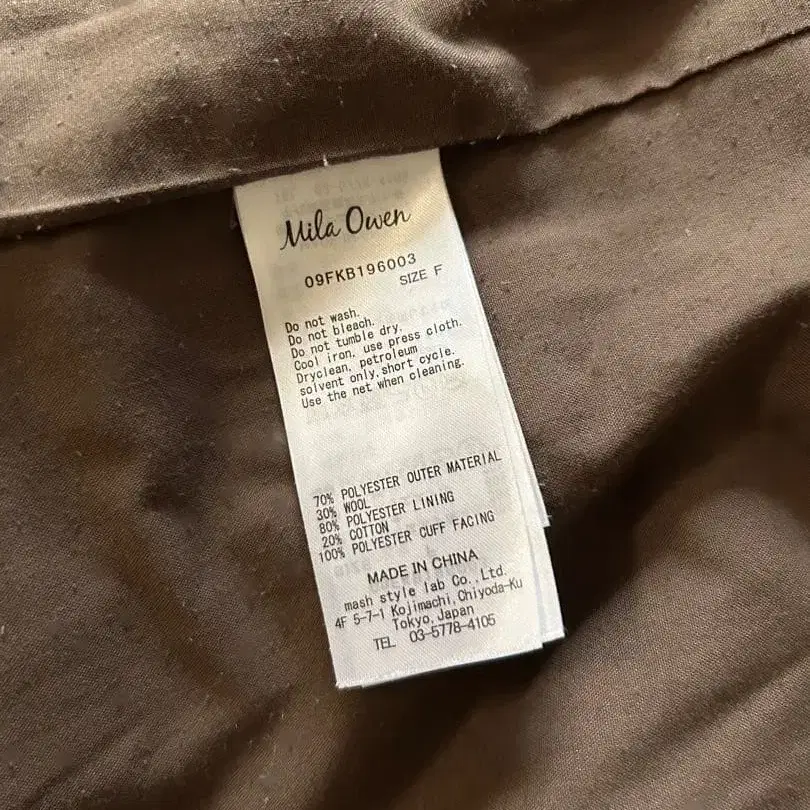 Mila Owen
09FKB196003
SIZE F
Do not wash.
Do not bleach.
Do not tumble dry.
Cool iron, use press cloth.
Dryclean, petroleum
solvent only, short cycle.
Use the net when cleaning.
70% POLYESTER OUTER MATERIAL
30% WOOL
80% POLYESTER LINING
20% COTTON
100% POLYESTER CUFF FACING
MADE IN CHINA
mash style lab Co., Ltd.
4F 5-7-1 Kojimachi, Chiyoda-Ku
Tokyo, Japan
TEL 03-5778-4105